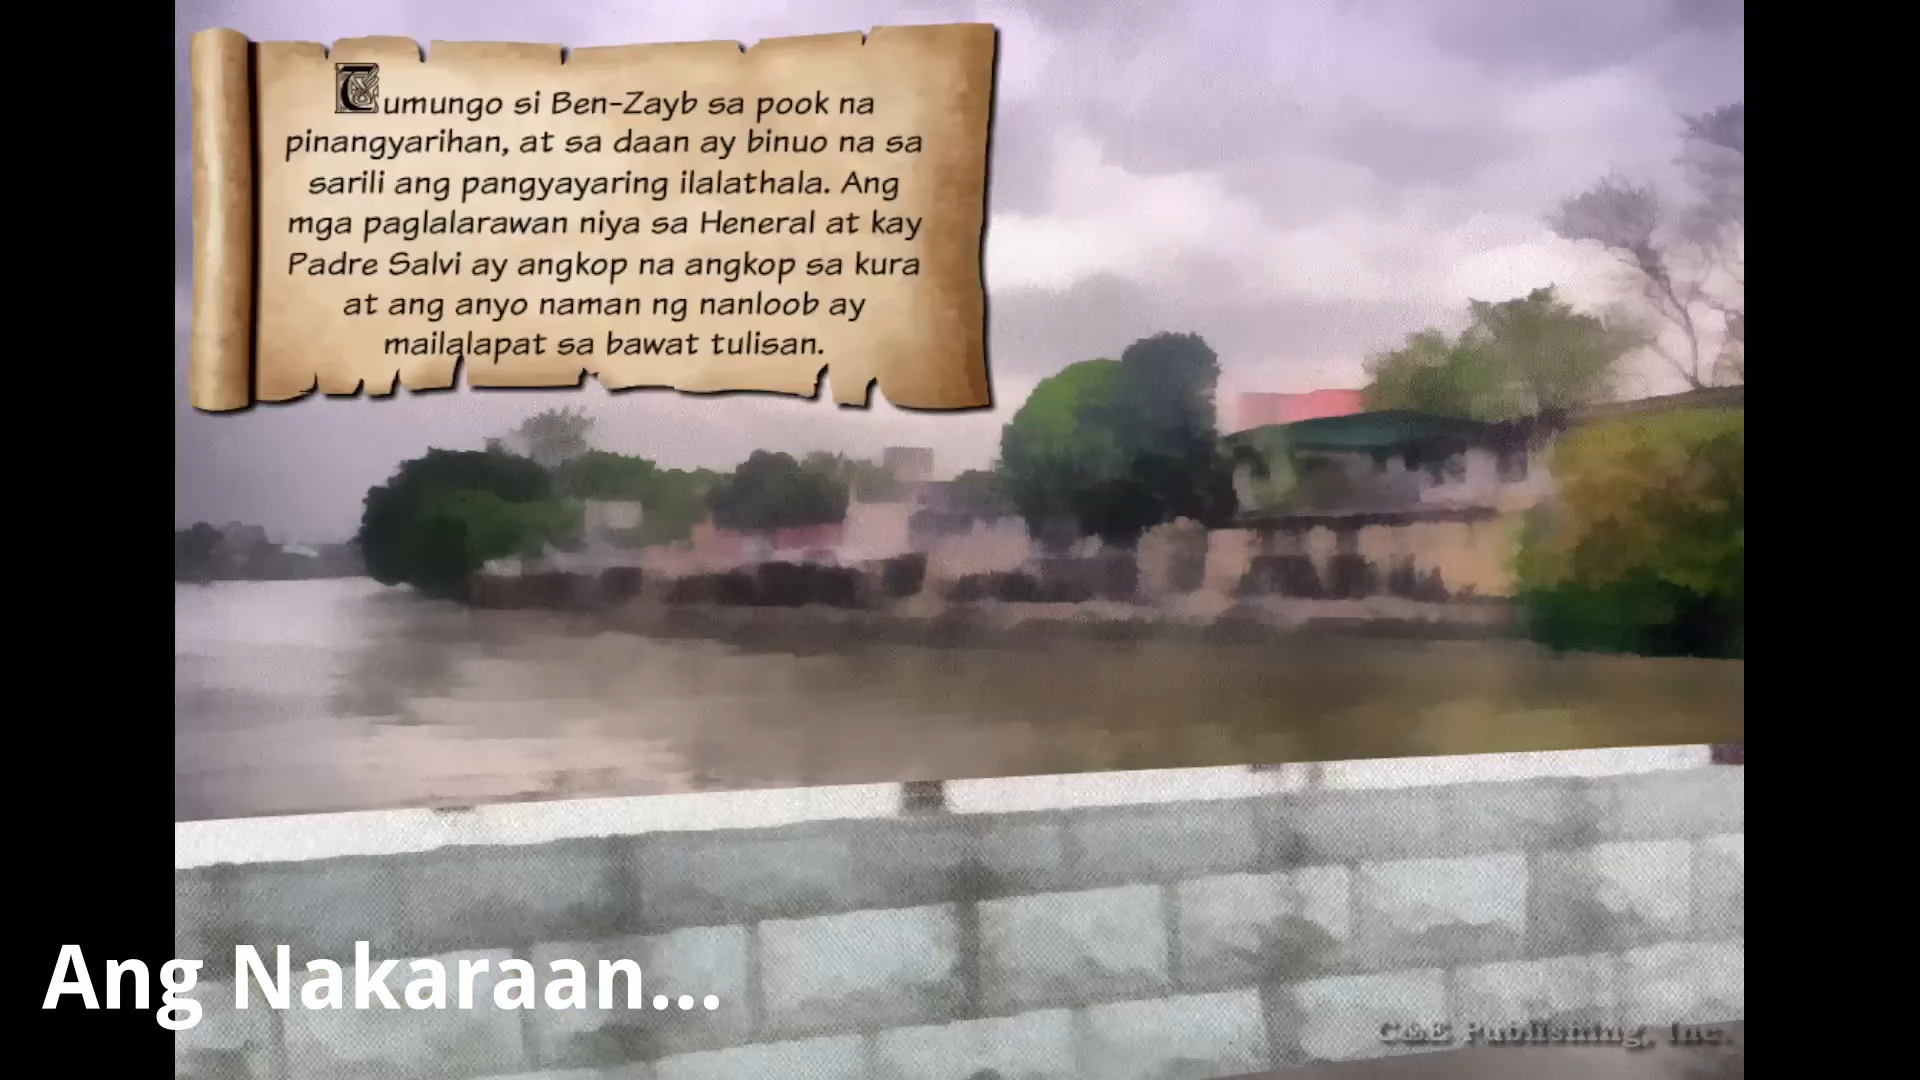 Tumungo si Ben-Zayb sa pook na
pinangyarihan, at sa daan ay binuo na sa
sarili ang pangyayaring ilalathala. Ang
mga paglalarawan niya sa Heneral at kay
Padre Salvi ay angkop na angkop sa kura
at ang anyo naman ng nanloob ay
mailalapat sa bawat tulisan.
Ang Nakaraan...
C&E Publishing, Inc.